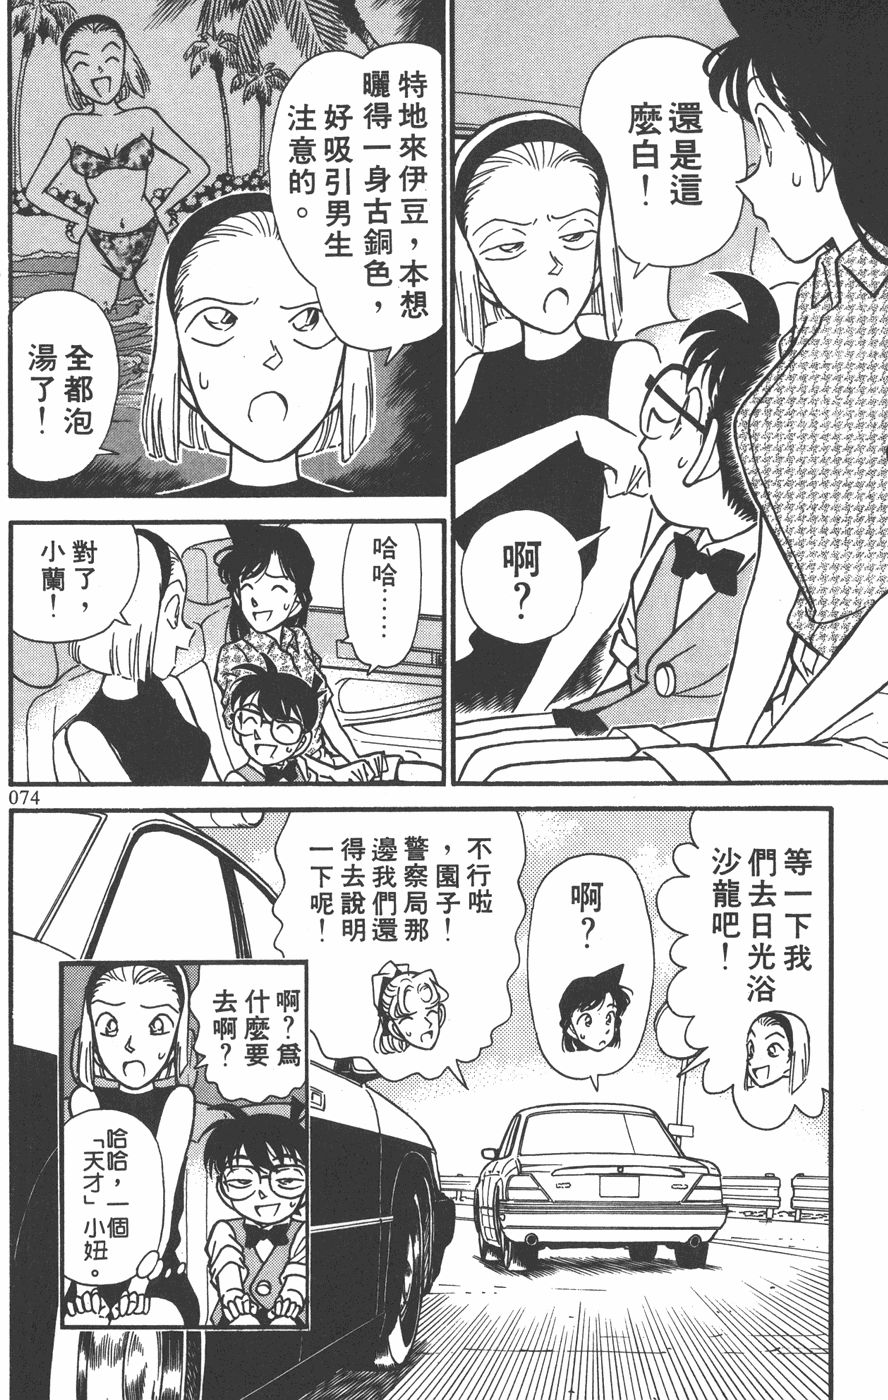 還是這
麼白！
啊？
特地來伊豆，本想
曬得一身古銅色，
好吸引男生
注意的。
全都泡
湯了！
哈哈……
對了，
小蘭！
074
等一下我
們去日光浴
沙龍吧！
啊？
不行啦
，園子！
警察局那
邊我們還
得去說明
一下呢！
啊？為
什麼要
去啊？
哈哈，一個
「天才」小妞。